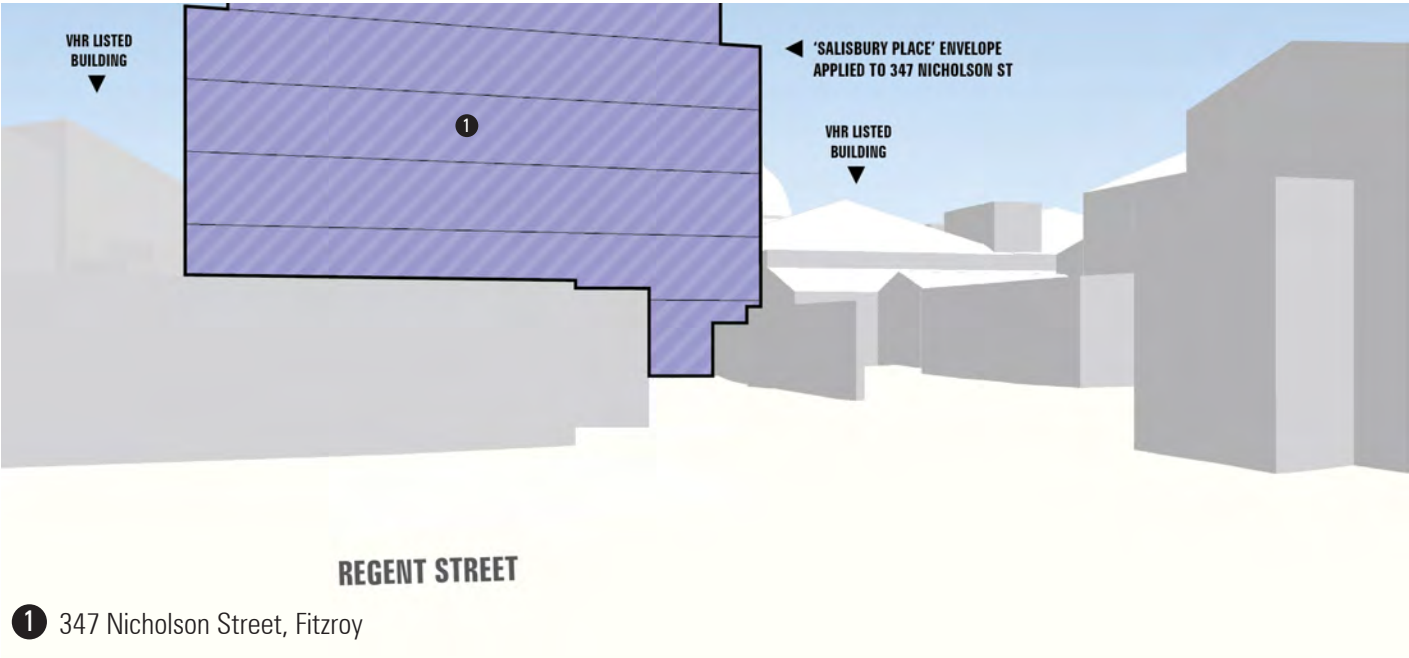 VHR LISTED
BUILDING
'SALISBURY PLACE' ENVELOPE
APPLIED TO 347 NICHOLSON ST
1
VHR LISTED
BUILDING
REGENT STREET
1 347 Nicholson Street, Fitzroy